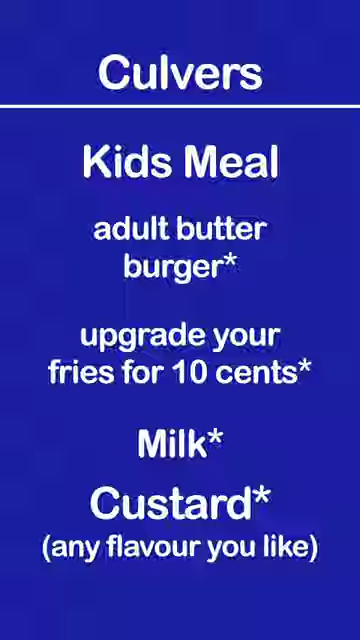 Culvers
Kids Meal
adult butter
burger*
upgrade your
fries for 10 cents*
Milk*
Custard*
(any flavour you like)